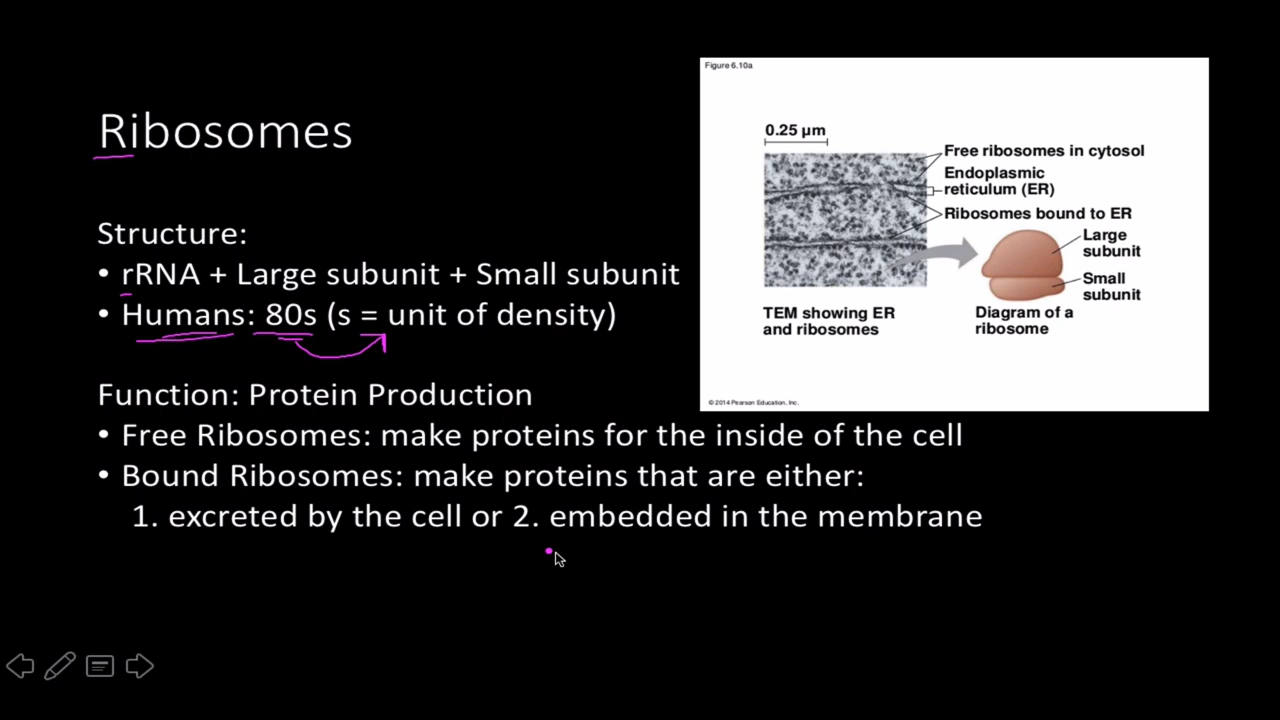 Ribosomes
Structure:
• rRNA + Large subunit + Small subunit
• Humans: 80s (s = unit of density)
Function: Protein Production
• Free Ribosomes: make proteins for the inside of the cell
• Bound Ribosomes: make proteins that are either:
1. excreted by the cell or 2. embedded in the membrane
Figure 6.10a
0.25 µm
Free ribosomes in cytosol
Endoplasmic
reticulum (ER)
Ribosomes bound to ER
Large
subunit
Small
subunit
TEM showing ER
and ribosomes
Diagram of a
ribosome
© 2014 Pearson Education, Inc.